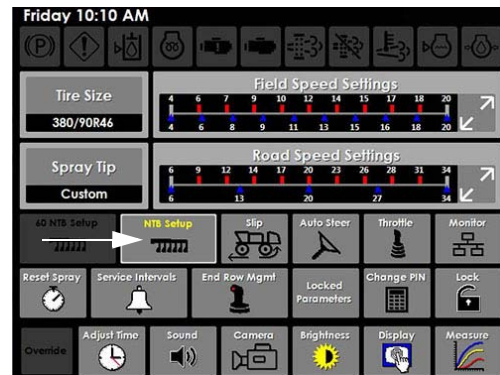 Friday 10:10 AM
Tire Size
380/90R46
Field Speed Settings
4 6 7 9 10 12 14 15 17 18 20
4 6 8 9 11 13 15 16 18 20
Spray Tip
Custom
Road Speed Settings
6 9 12 14 17 20 23 26 28 31 34
6 13 20 27 34
60 NTB Setup
NTB Setup
Slip
Auto Steer
Throttle
Monitor
Reset Spray
Service Intervals
End Row Mgmt
Locked
Parameters
Change PIN
Lock
Override
Adjust Time
Sound
Camera
Brightness
Display
Measure